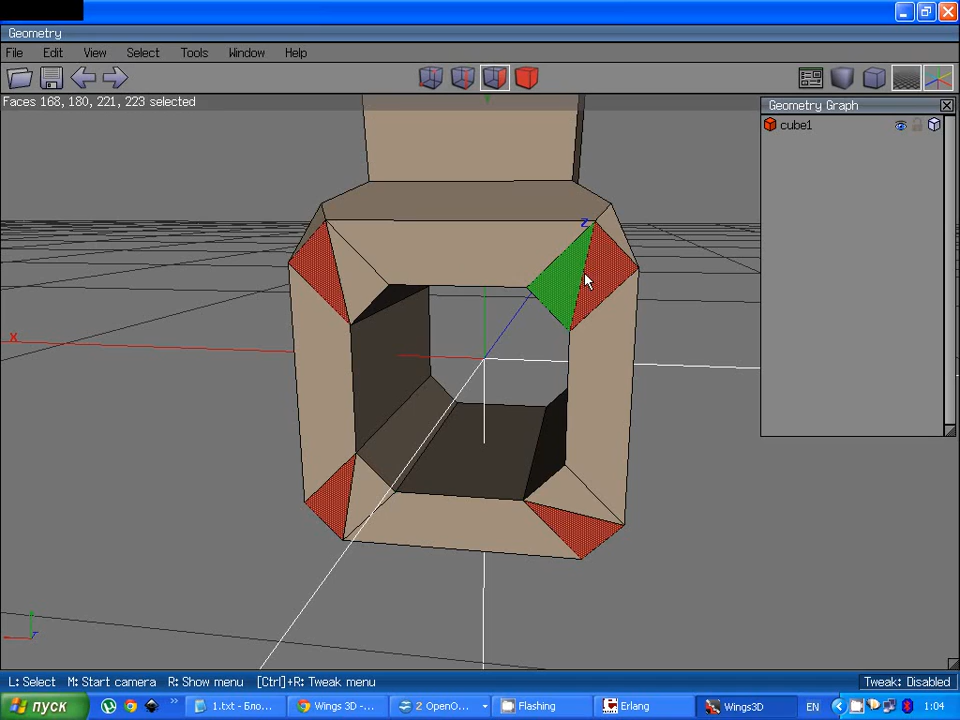 Geometry
File Edit View Select Tools Window Help
Faces 168, 180, 221, 223 selected
Geometry Graph
cube1
z
x
L: Select M: Start camera R: Show menu [Ctrl]+R: Tweak menu
Tweak: Disabled
пуск
1.txt - Бло...
Wings 3D -...
2 OpenO...
Flashing
Erlang
Wings3D
EN
1:04